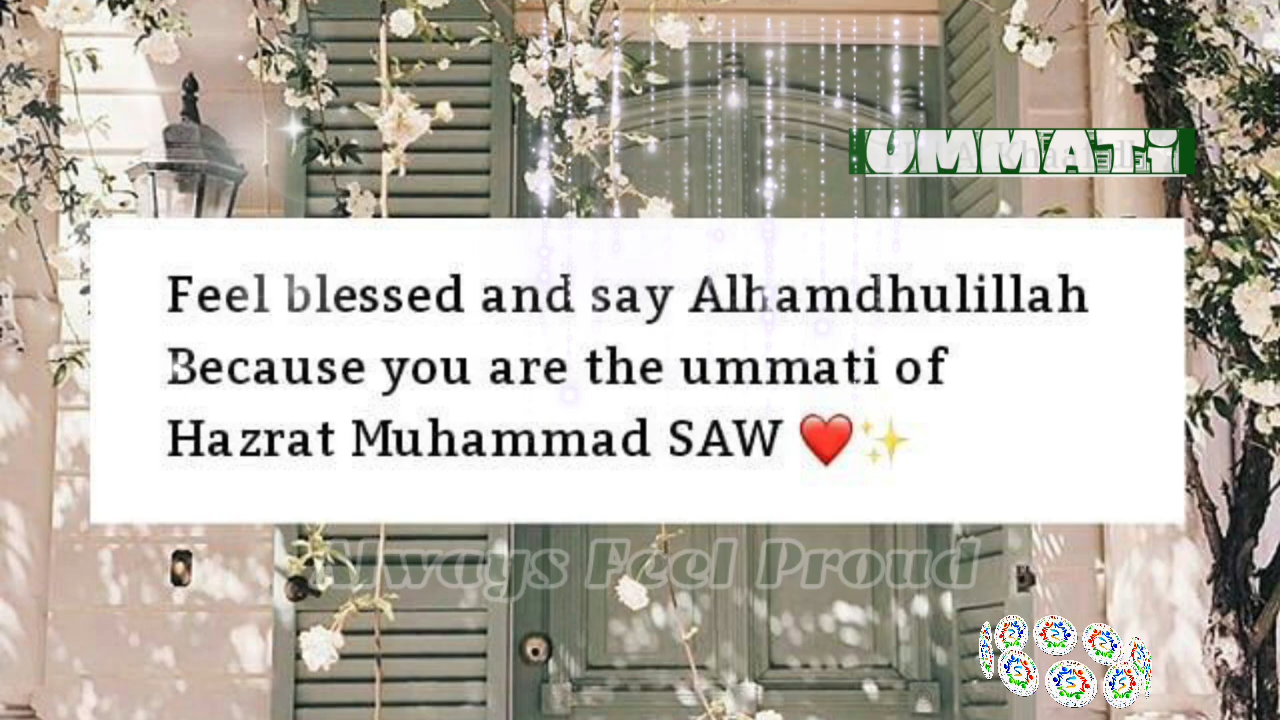 UMMATi
Feel blessed and say Alhamdhulillah
Because you are the ummati of
Hazrat Muhammad SAW ❤️✨
Always Feel Proud